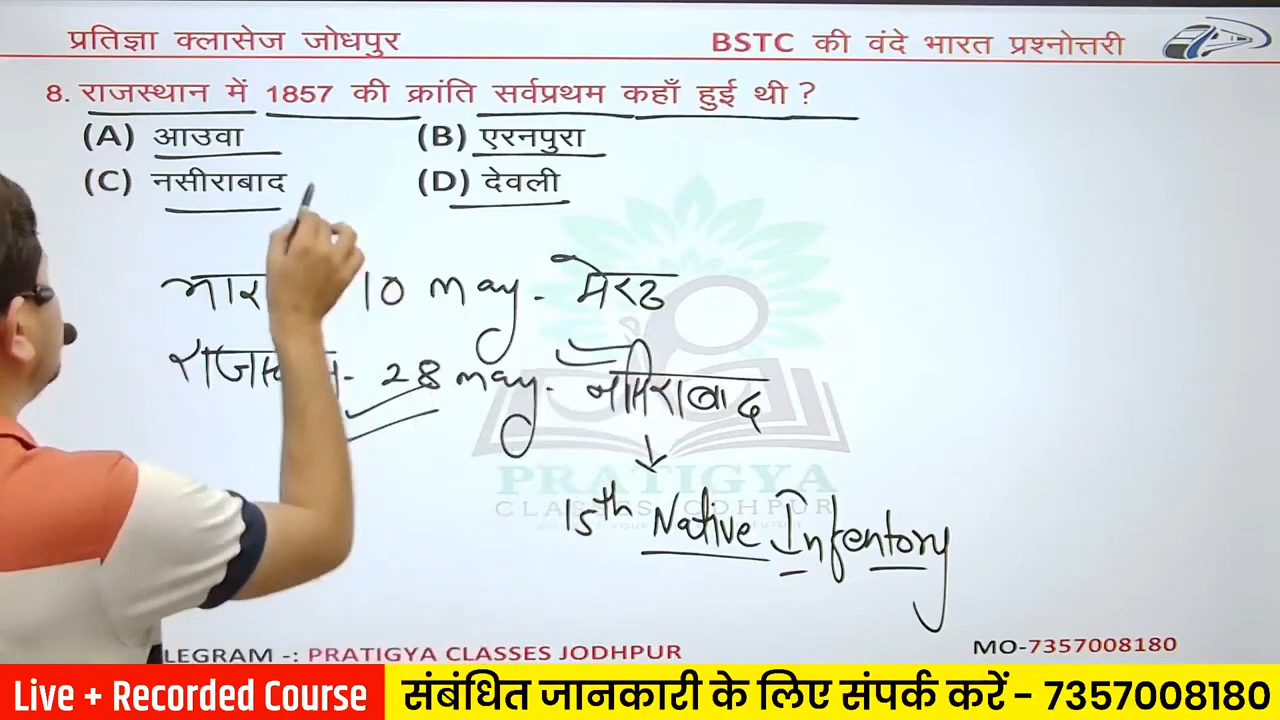 प्रतिज्ञा क्लासेज जोधपुर
BSTC की वंदे भारत प्रश्नोत्तरी
8. राजस्थान में 1857 की क्रांति सर्वप्रथम कहाँ हुई थी ?
(A) आउवा (B) एरनपुरा
(C) नसीराबाद (D) देवली
भार 10 may - मेरठ
28 may - नसिराबाद
15th Native Infentory
PRATIGYA
CLASSES JODHPUR
LEGRAM -: PRATIGYA CLASSES JODHPUR
MO-7357008180
Live + Recorded Course
संबंधित जानकारी के लिए संपर्क करें - 7357008180